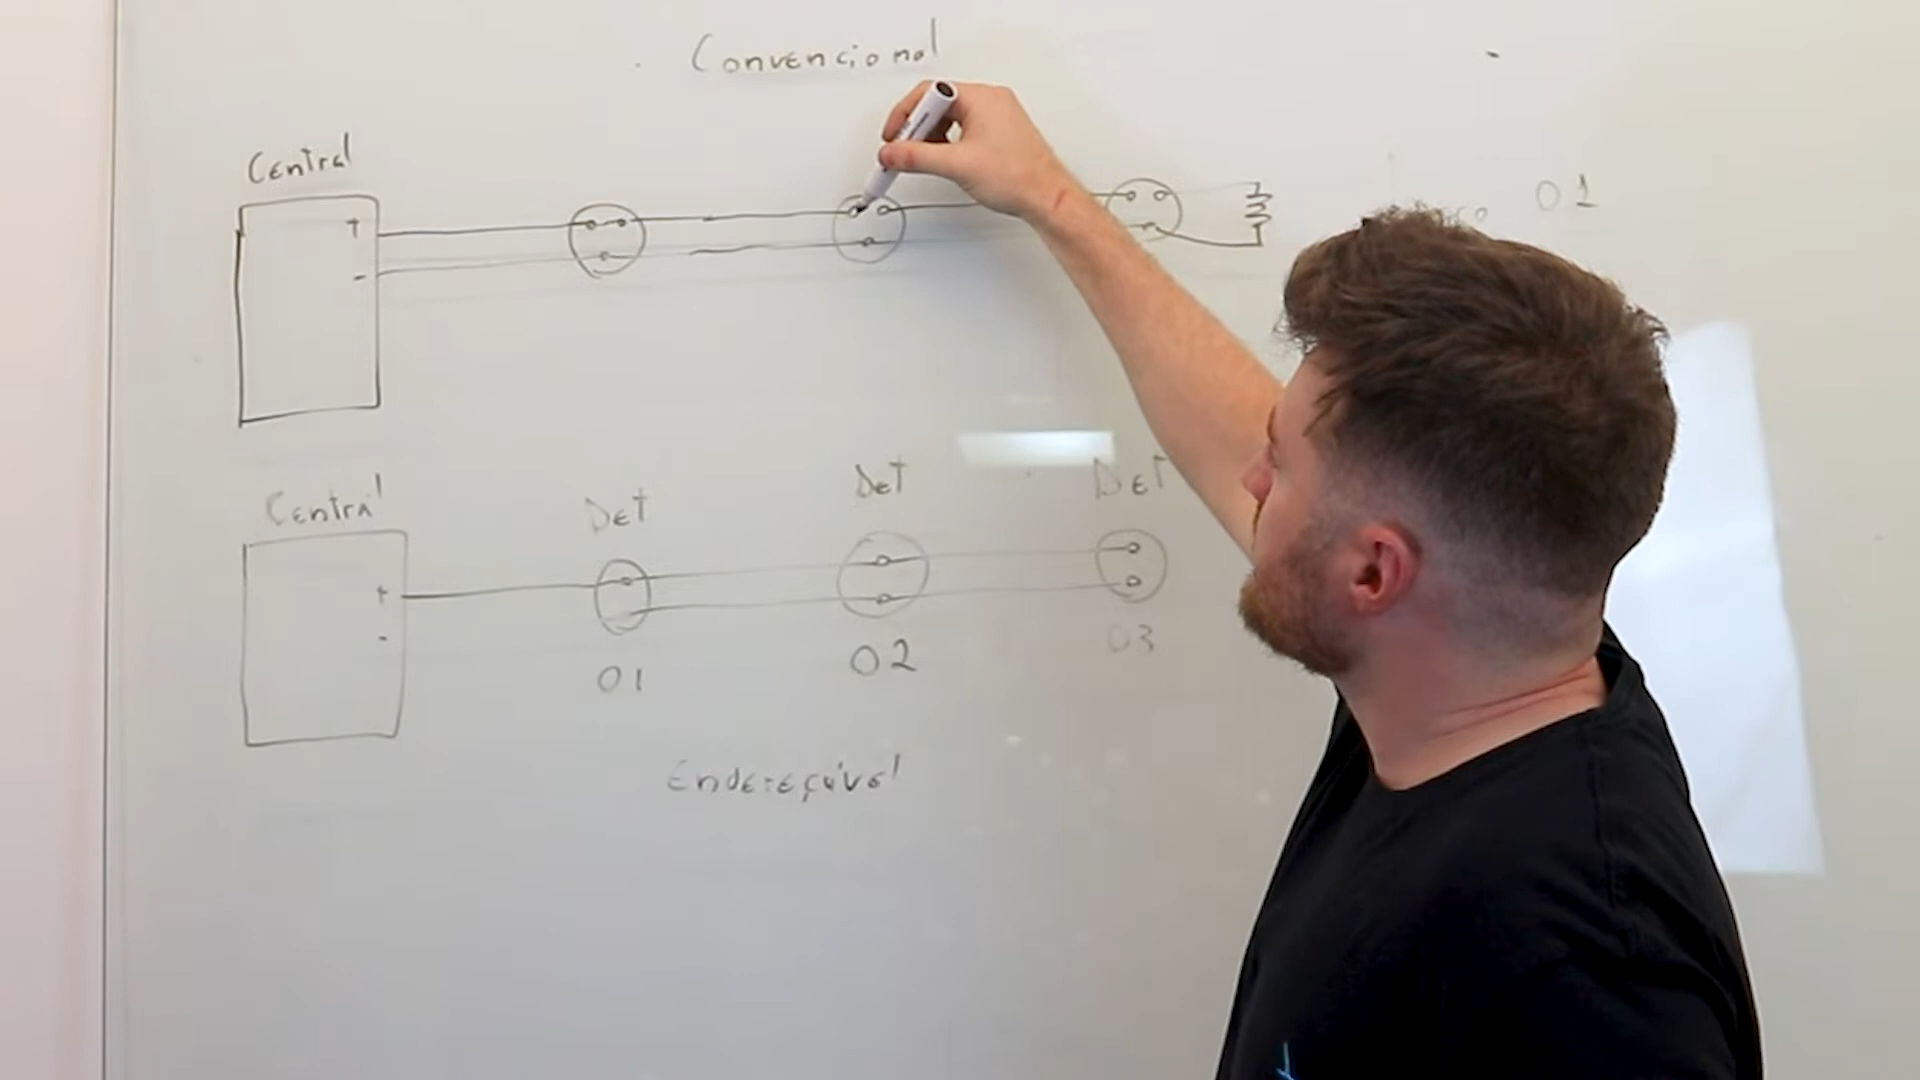 Convencional
Central
+
-
01
Central
Det
Det
Det
+
-
01
02
03
Endereçável